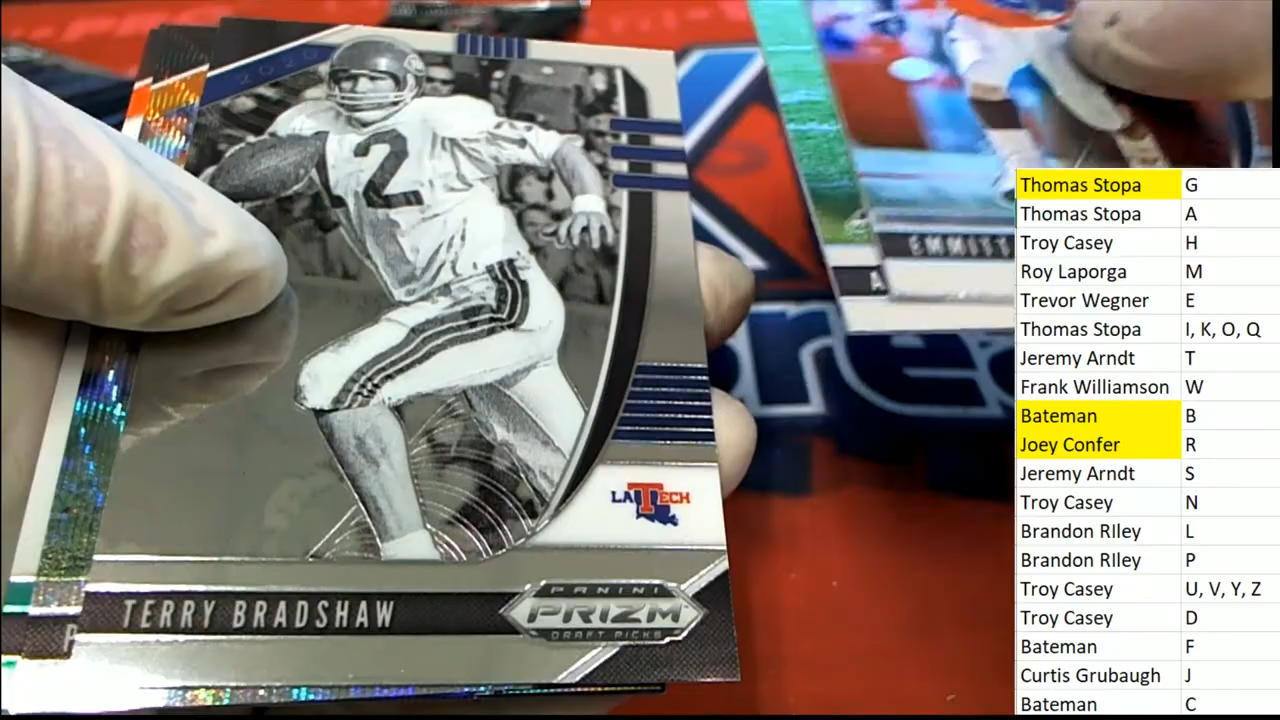 2020
12
LA TECH
TERRY BRADSHAW
PANINI
PRIZM
DRAFT PICKS
EMMITT
A
P
Thomas Stopa G
Thomas Stopa A
Troy Casey H
Roy Laporga M
Trevor Wegner E
Thomas Stopa I, K, O, Q
Jeremy Arndt T
Frank Williamson W
Bateman B
Joey Confer R
Jeremy Arndt S
Troy Casey N
Brandon RIley L
Brandon RIley P
Troy Casey U, V, Y, Z
Troy Casey D
Bateman F
Curtis Grubaugh J
Bateman C